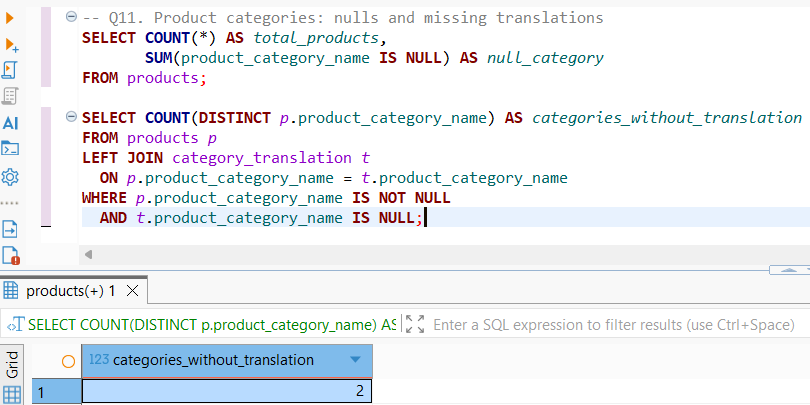 -- Q11. Product categories: nulls and missing translations
SELECT COUNT(*) AS total_products,
SUM(product_category_name IS NULL) AS null_category
FROM products;
SELECT COUNT(DISTINCT p.product_category_name) AS categories_without_translation
FROM products p
LEFT JOIN category_translation t
ON p.product_category_name = t.product_category_name
WHERE p.product_category_name IS NOT NULL
AND t.product_category_name IS NULL;
AI
products(+) 1
SELECT COUNT(DISTINCT p.product_category_name) AS
Enter a SQL expression to filter results (use Ctrl+Space)
Grid
123 categories_without_translation
1 2